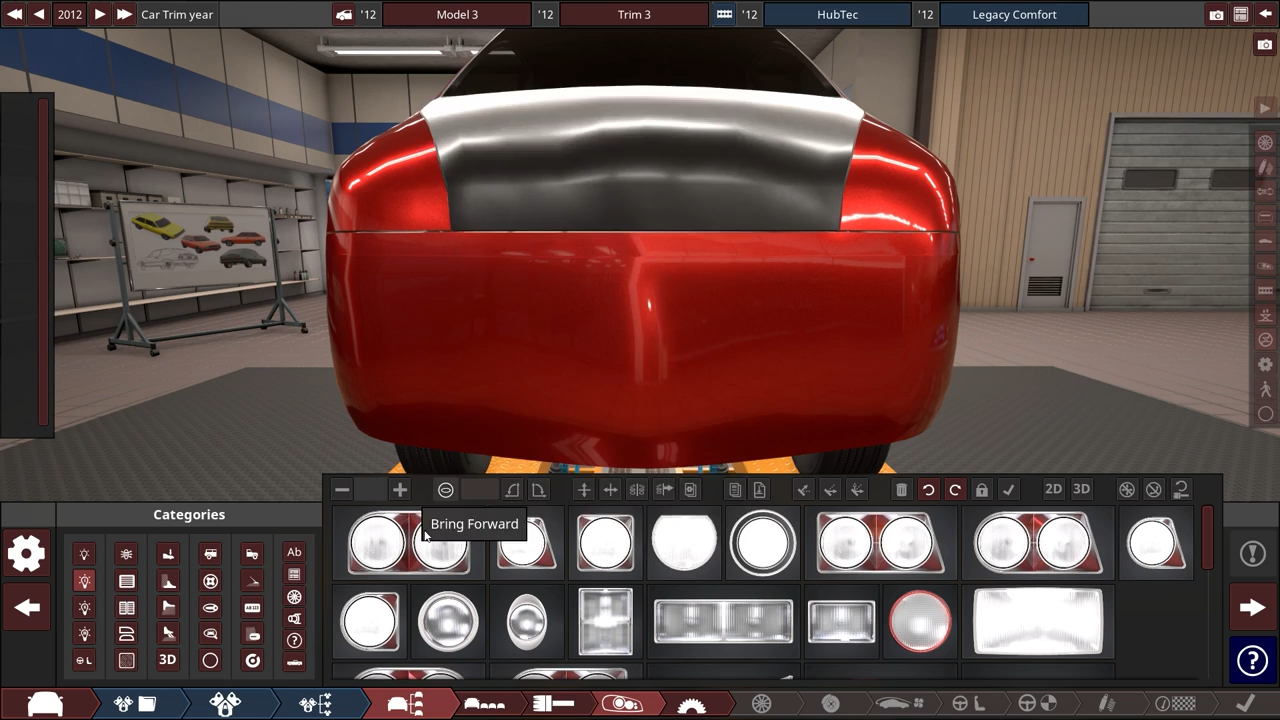 2012 Car Trim year '12 Model 3 '12 Trim 3 '12 HubTec '12 Legacy Comfort
2D 3D
Categories
Bring Forward
Ab
3D
L